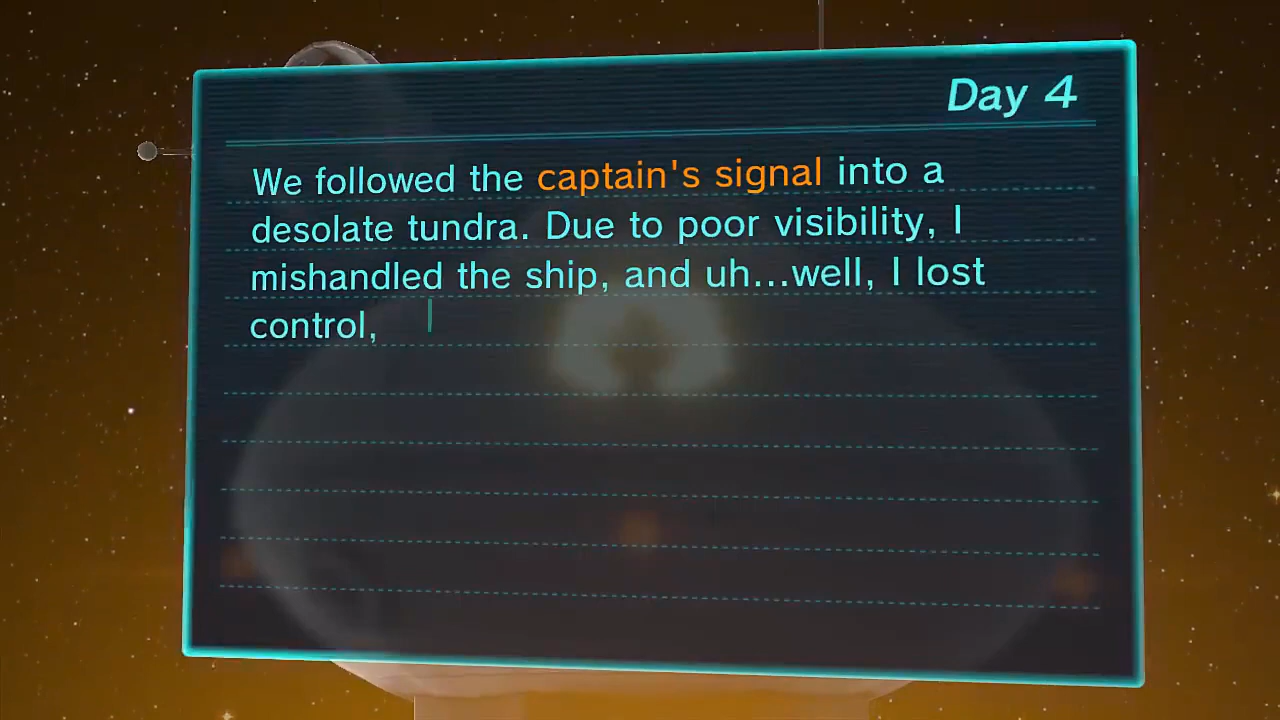 Day 4
We followed the captain's signal into a
desolate tundra. Due to poor visibility, I
mishandled the ship, and uh...well, I lost
control,